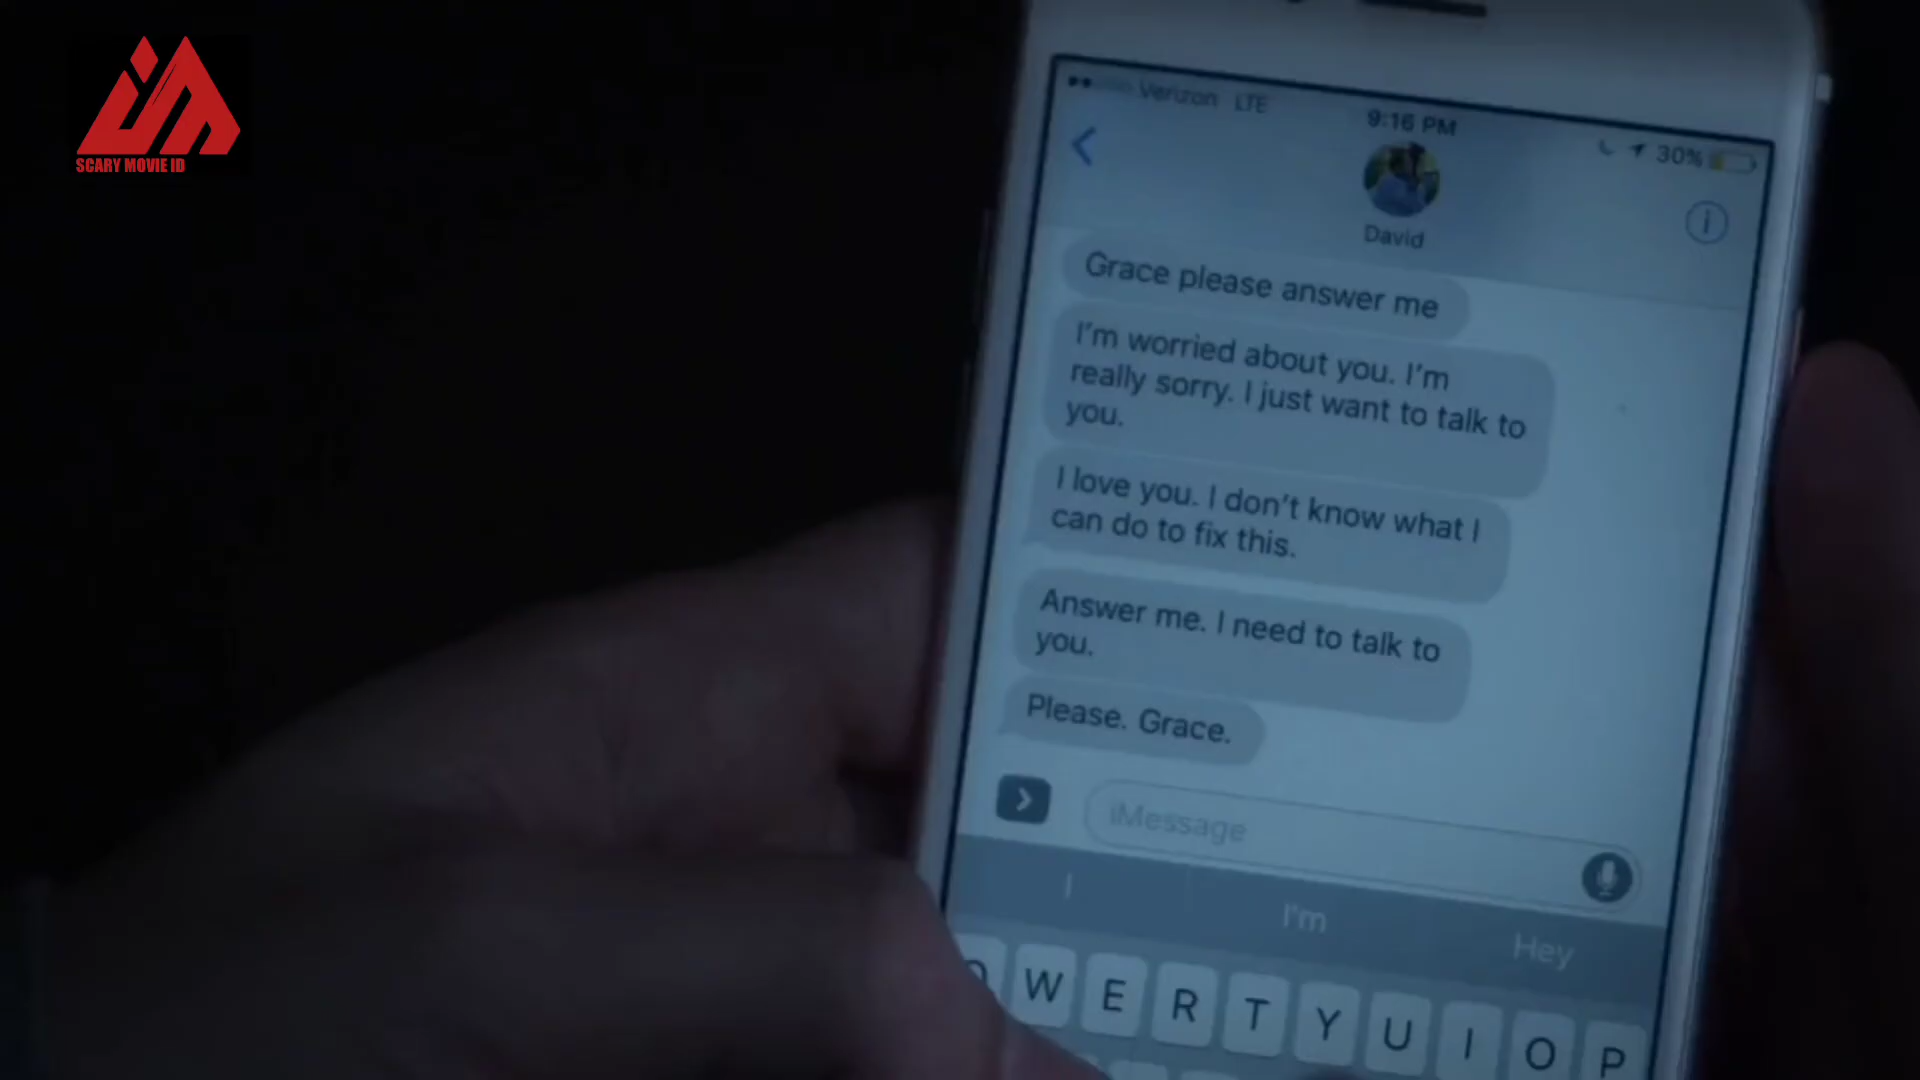 SCARY MOVIE ID
Verizon LTE
9:16 PM
30%
David
Grace please answer me
I'm worried about you. I'm
really sorry. I just want to talk to
you.
I love you. I don't know what I
can do to fix this.
Answer me. I need to talk to
you.
Please. Grace.
iMessage
I
I'm
Hey
Q W E R T Y U I O P